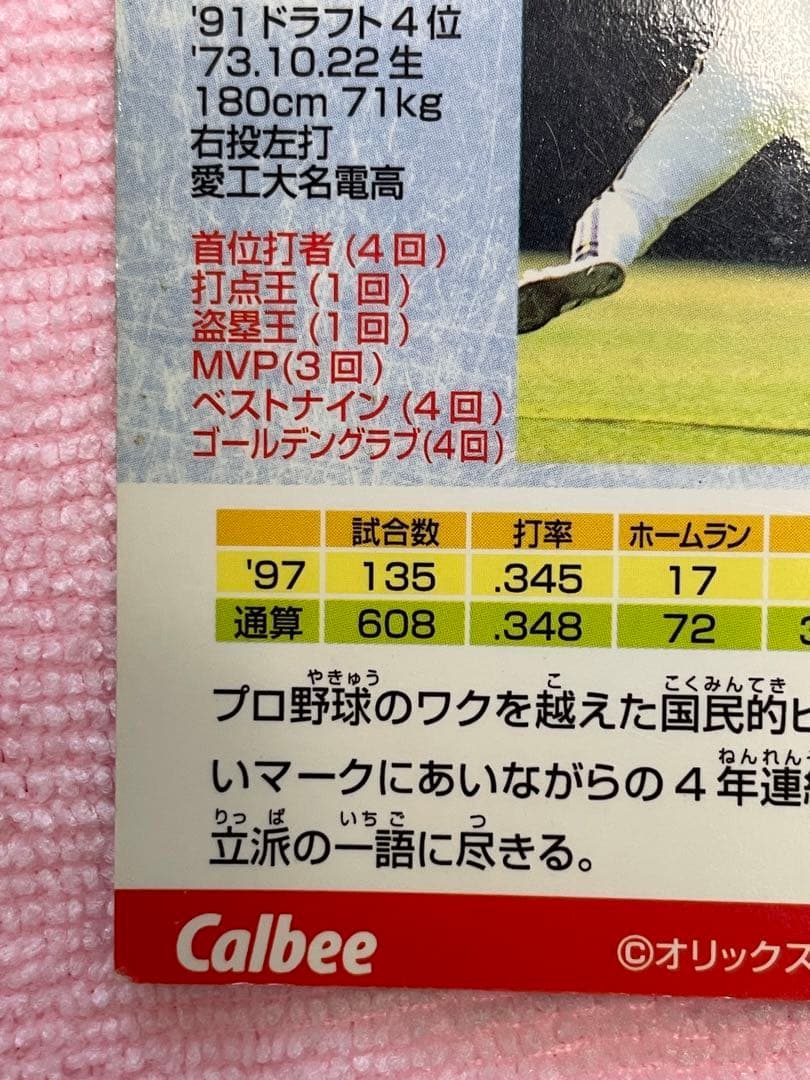 '91ドラフト4位
'73.10.22生
180cm 71kg
右投左打
愛工大名電高
首位打者(4回)
打点王(1回)
盗塁王(1回)
MVP(3回)
ベストナイン(4回)
ゴールデングラブ(4回)
試合数 打率 ホームラン
'97 135 .345 17
通算 608 .348 72
やきゅう こ こくみんてき
プロ野球のワクを越えた国民的
ねんれん
いマークにあいながらの4年連
りっぱ いちご つ
立派の一語に尽きる。
Calbee
©オリックス